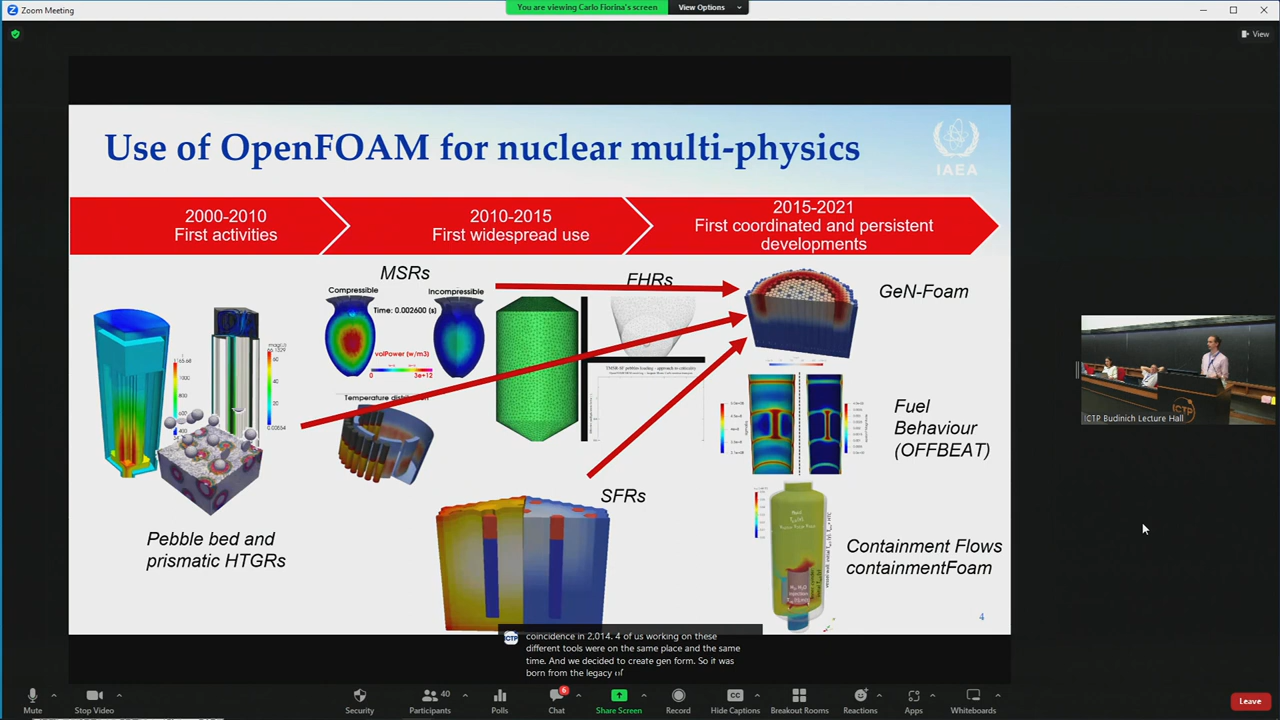 Zoom Meeting
You are viewing Carlo Fiorina's screen
View Options
View
Use of OpenFOAM for nuclear multi-physics
IAEA
2000-2010
First activities
2010-2015
First widespread use
2015-2021
First coordinated and persistent
developments
MSRs
FHRs
Compressible
Incompressible
Time: 0.002600 (s)
volPower (w/m3)
0
3e+12
Temperature distribution
GeN-Foam
Fuel
Behaviour
(OFFBEAT)
SFRs
Pebble bed and
prismatic HTGRs
Containment Flows
containmentFoam
4
ICTP
ICTP Budinich Lecture Hall
ICTP
coincidence in 2,014. 4 of us working on these
different tools were on the same place and the same
time. And we decided to create gen form. So it was
born from the legacy of
Mute
Stop Video
Security
40
Participants
Polls
6
Chat
Share Screen
Record
CC
Hide Captions
Breakout Rooms
Reactions
Apps
Whiteboards
Leave